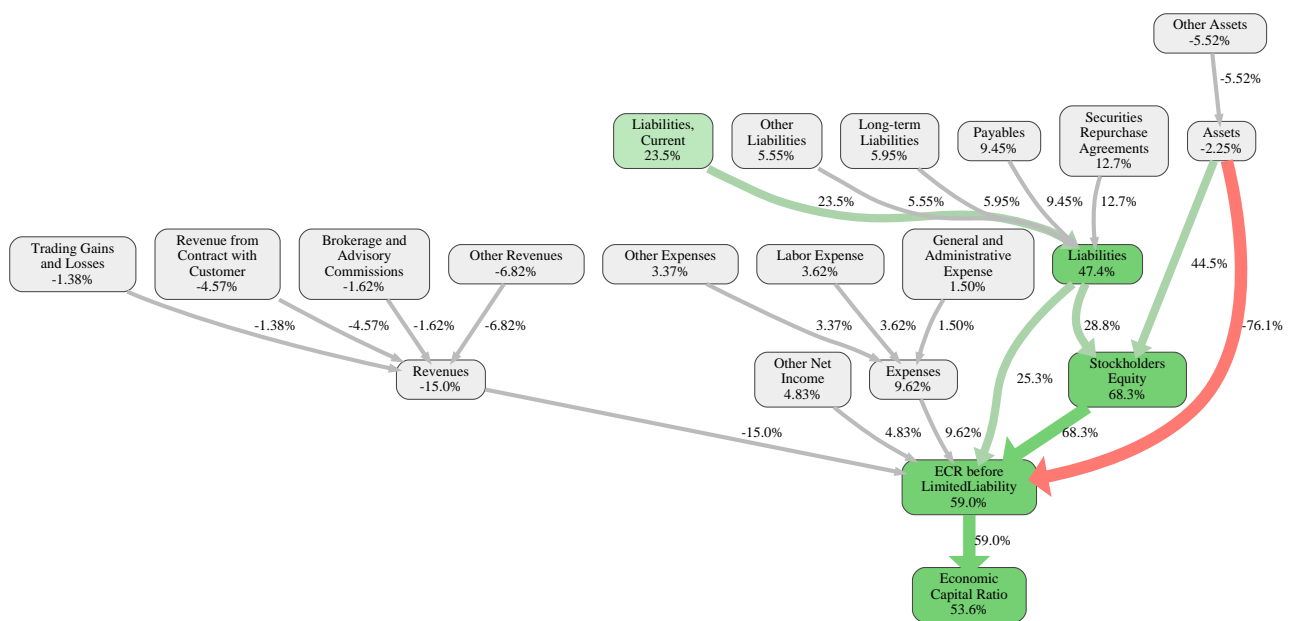 Other Assets
-5.52%
-5.52%
Liabilities,
Current
23.5%
Other
Liabilities
5.55%
Long-term
Liabilities
5.95%
Payables
9.45%
Securities
Repurchase
Agreements
12.7%
Assets
-2.25%
23.5%
5.55%
5.95%
9.45%
12.7%
Trading Gains
and Losses
-1.38%
Revenue from
Contract with
Customer
-4.57%
Brokerage and
Advisory
Commissions
-1.62%
Other Revenues
-6.82%
Other Expenses
3.37%
Labor Expense
3.62%
General and
Administrative
Expense
1.50%
Liabilities
47.4%
44.5%
-1.38%
-4.57%
-1.62%
-6.82%
3.37%
3.62%
1.50%
28.8%
-76.1%
Revenues
-15.0%
Other Net
Income
4.83%
Expenses
9.62%
25.3%
Stockholders
Equity
68.3%
-15.0%
4.83%
9.62%
68.3%
ECR before
LimitedLiability
59.0%
59.0%
Economic
Capital Ratio
53.6%